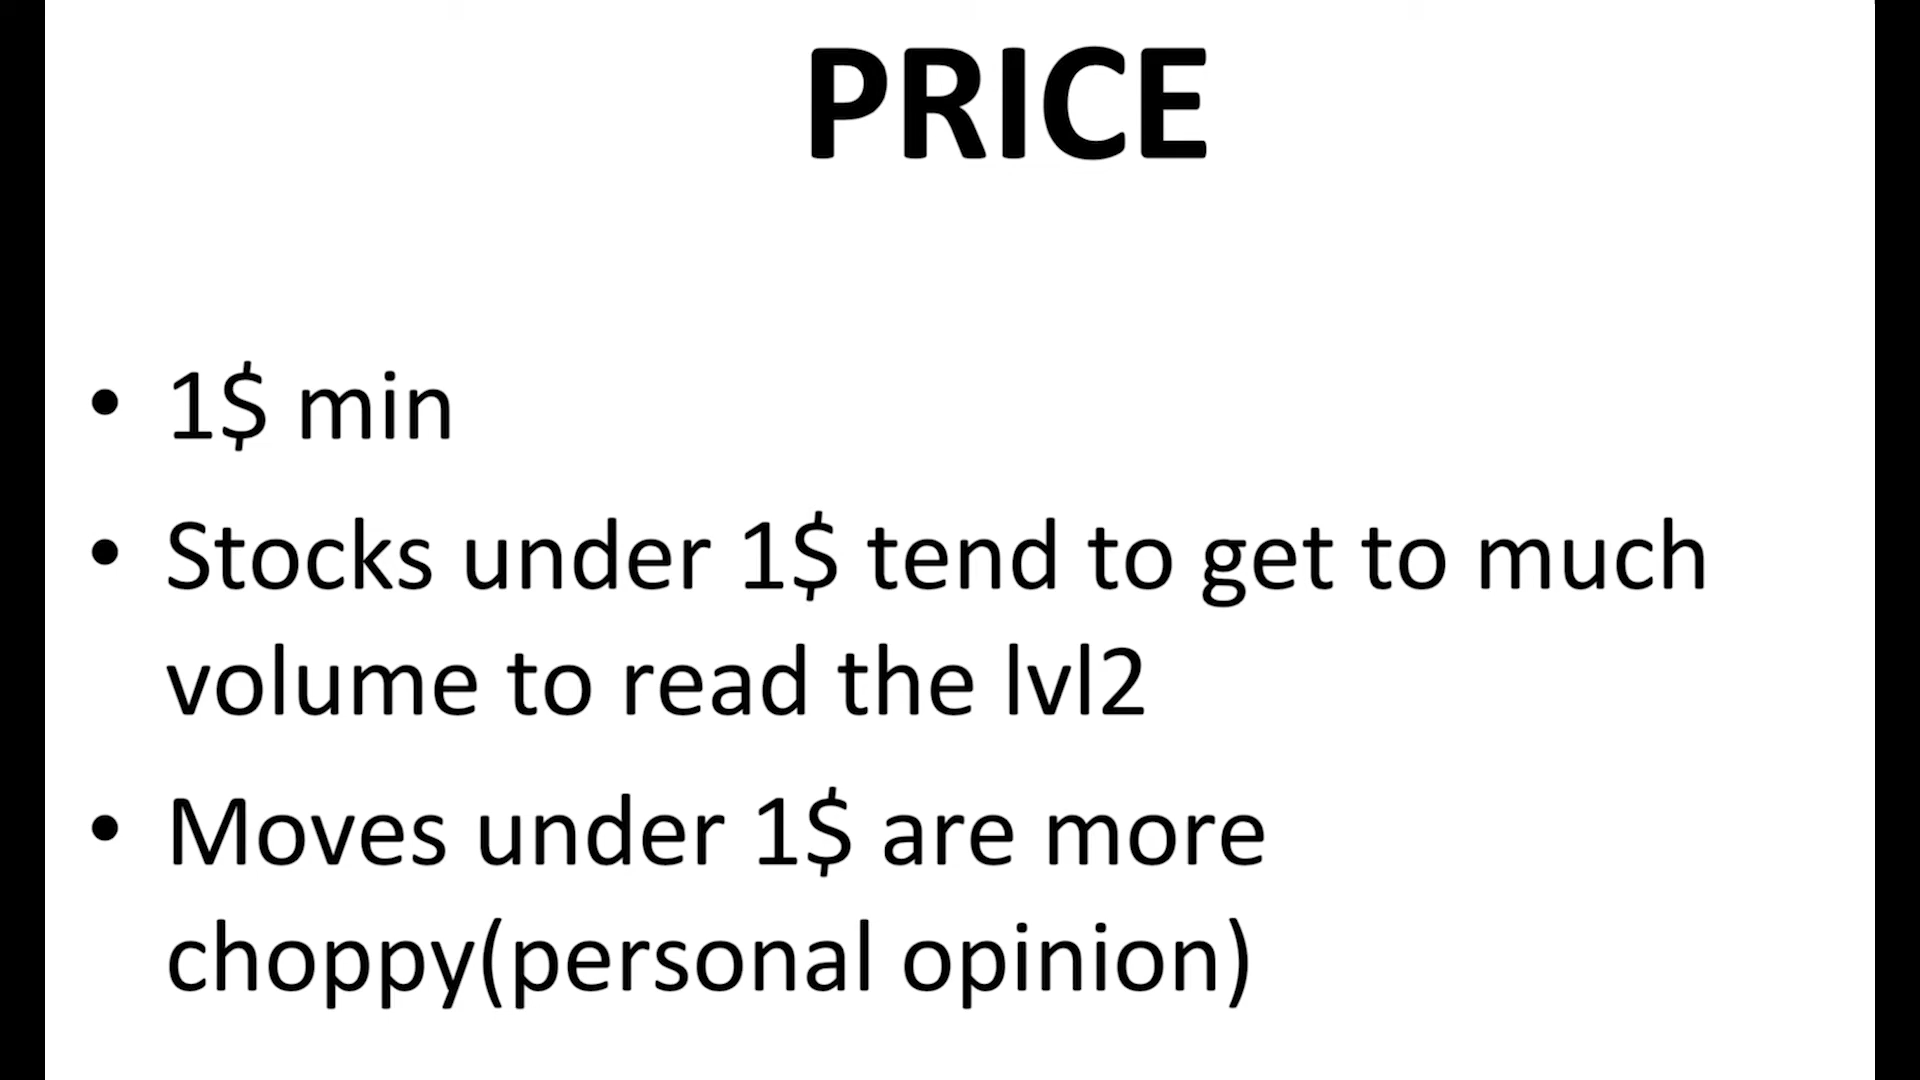 PRICE
• 1$ min
• Stocks under 1$ tend to get to much
volume to read the lvl2
• Moves under 1$ are more
choppy(personal opinion)